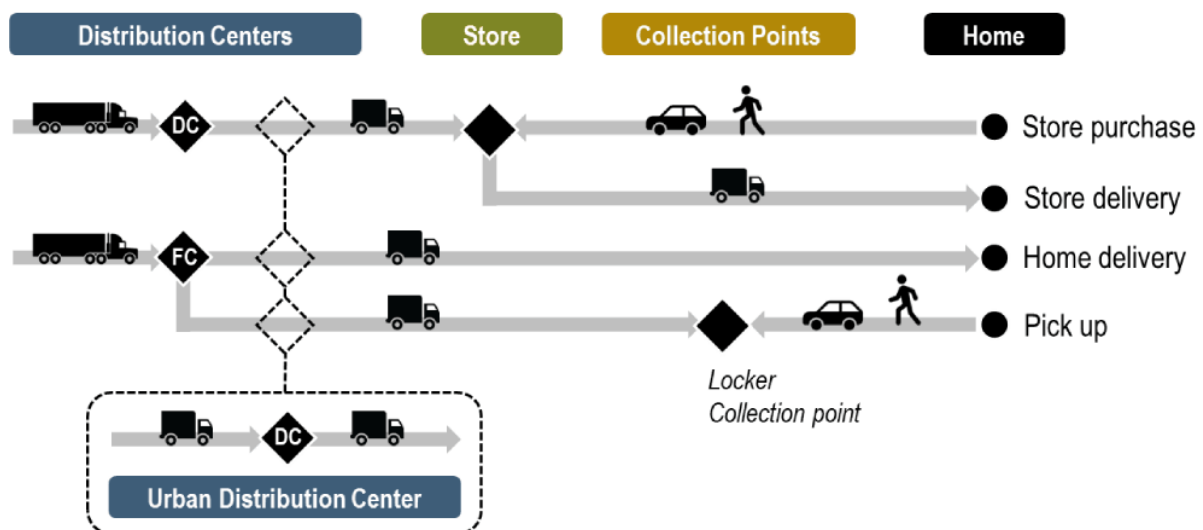 Distribution Centers
Store
Collection Points
Home
DC
Store purchase
Store delivery
FC
Home delivery
Pick up
Locker
Collection point
DC
Urban Distribution Center